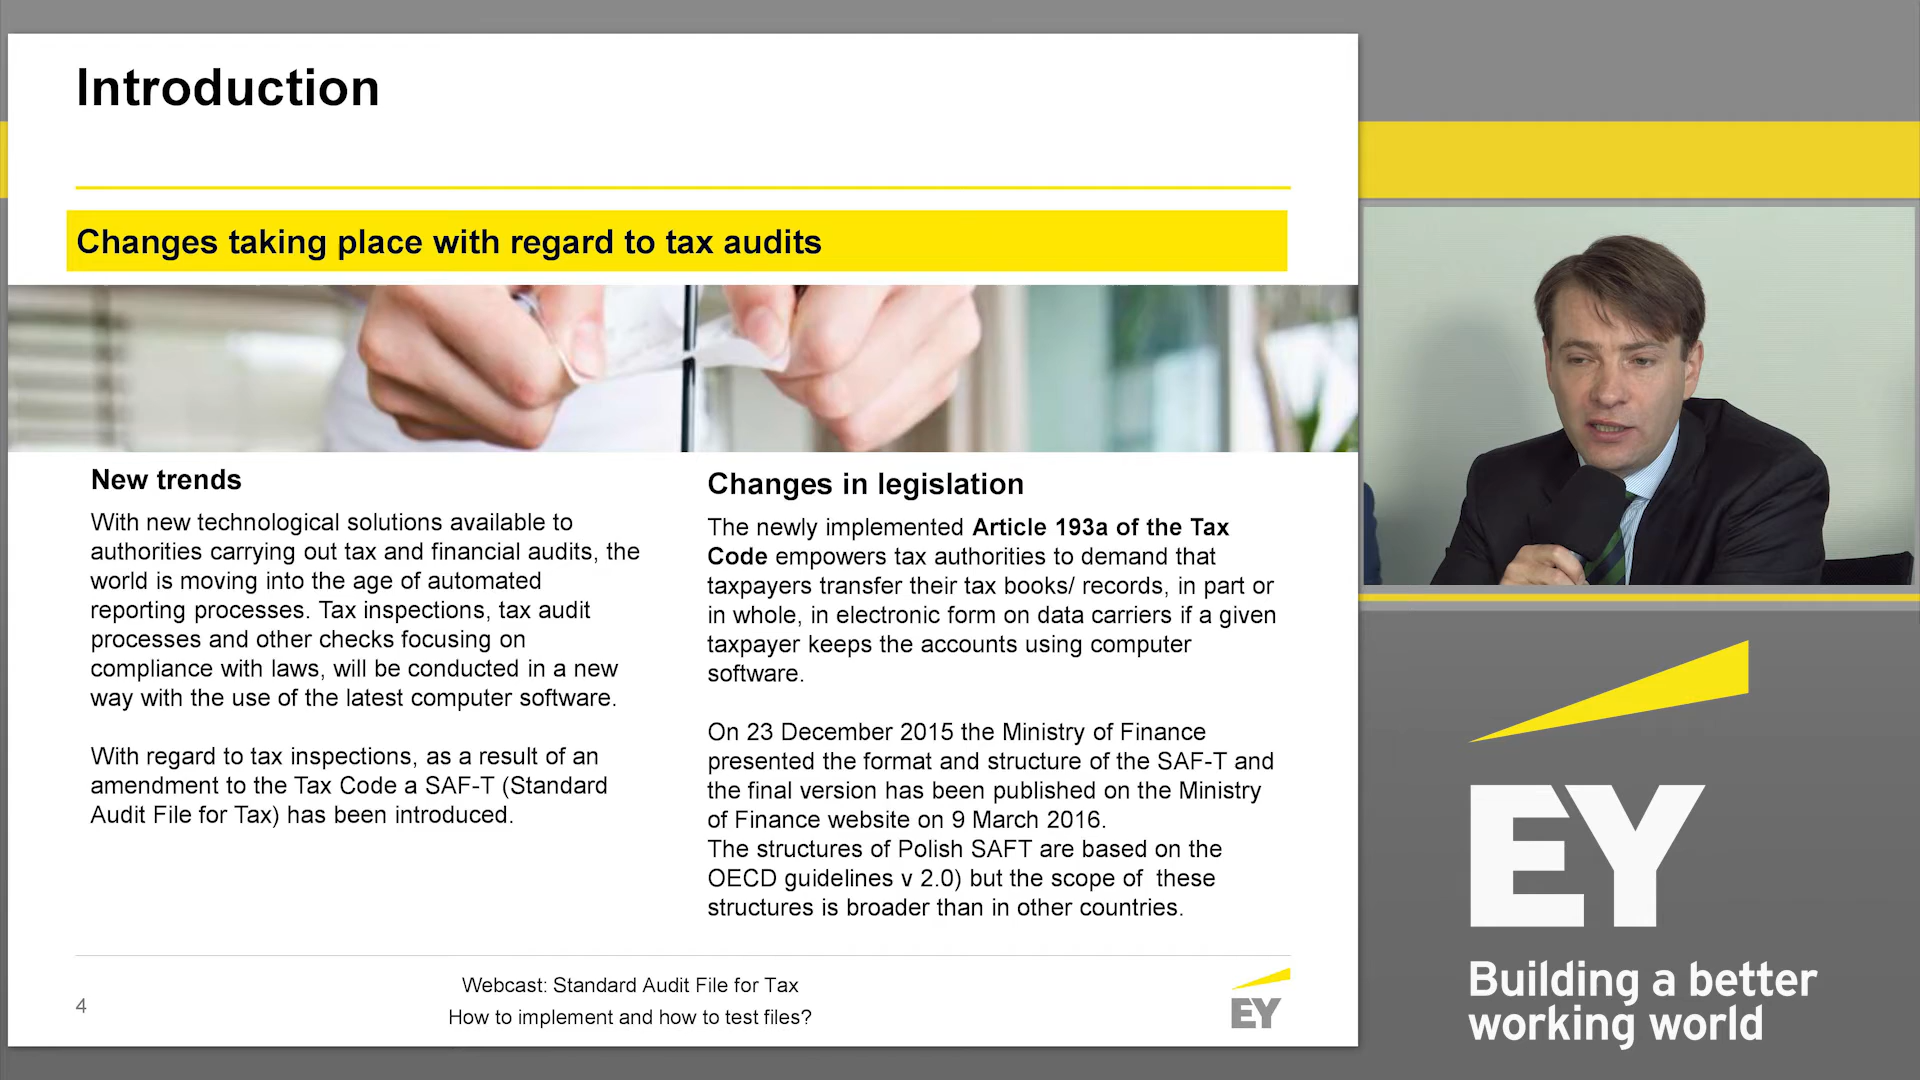 Introduction
Changes taking place with regard to tax audits
New trends
With new technological solutions available to
authorities carrying out tax and financial audits, the
world is moving into the age of automated
reporting processes. Tax inspections, tax audit
processes and other checks focusing on
compliance with laws, will be conducted in a new
way with the use of the latest computer software.
With regard to tax inspections, as a result of an
amendment to the Tax Code a SAF-T (Standard
Audit File for Tax) has been introduced.
Changes in legislation
The newly implemented Article 193a of the Tax
Code empowers tax authorities to demand that
taxpayers transfer their tax books/ records, in part or
in whole, in electronic form on data carriers if a given
taxpayer keeps the accounts using computer
software.
On 23 December 2015 the Ministry of Finance
presented the format and structure of the SAF-T and
the final version has been published on the Ministry
of Finance website on 9 March 2016.
The structures of Polish SAFT are based on the
OECD guidelines v 2.0) but the scope of  these
structures is broader than in other countries.
4
Webcast: Standard Audit File for Tax
How to implement and how to test files?
EY
EY
Building a better
working world